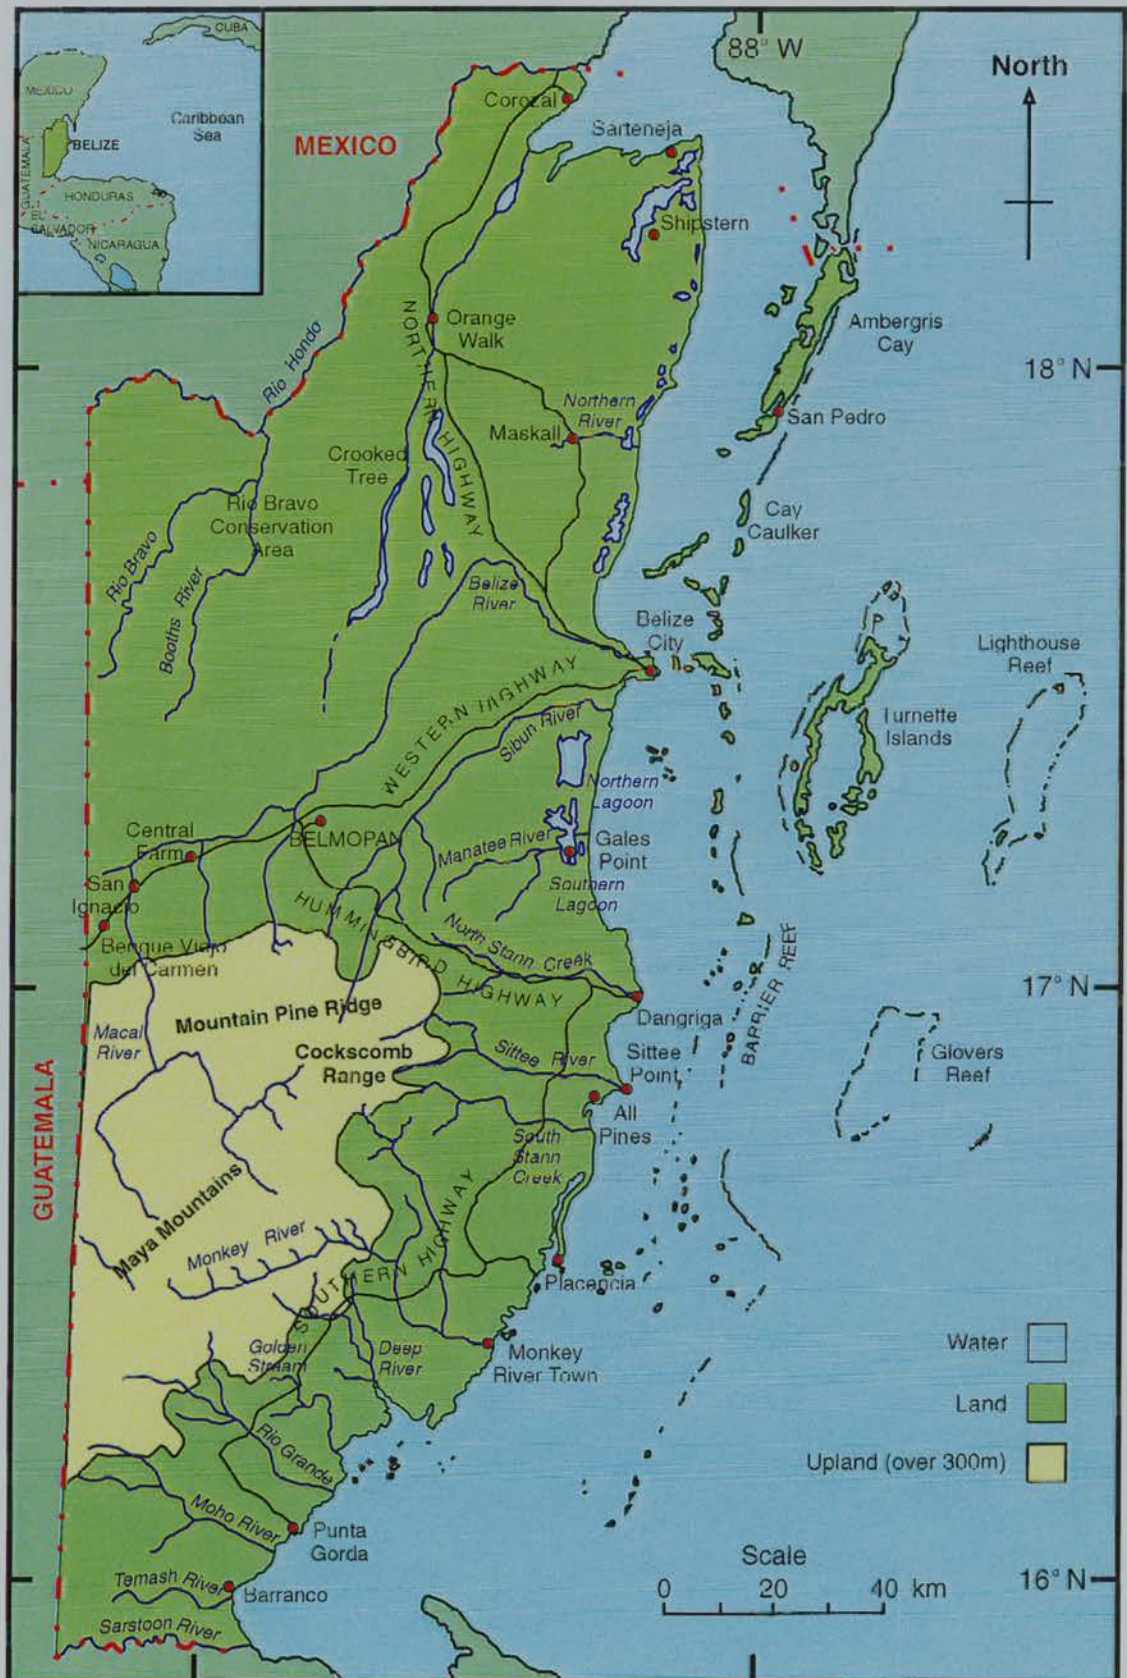 CUBA
MEXICO
Caribbean
Sea
BELIZE
GUATEMALA
HONDURAS
EL
SALVADOR
NICARAGUA
88° W
North
MEXICO
Corozal
Sarteneja
Shipstern
Rio Hondo
Orange
Walk
NORTHERN HIGHWAY
Ambergris
Cay
18° N
San Pedro
Northern
River
Maskall
Crooked
Tree
Rio Bravo
Conservation
Area
Cay
Caulker
Rio Bravo
Booths River
Belize
River
Belize
City
Lighthouse
Reef
Turnette
Islands
WESTERN HIGHWAY
Sibun River
Northern
Lagoon
Central
Farm
BELMOPAN
Manatee River
Gales
Point
Southern
Lagoon
San
Ignacio
Benque Viejo
del Carmen
HUMMINGBIRD HIGHWAY
North Stann Creek
BARRIER REEF
17° N
Mountain Pine Ridge
Dangriga
Macal
River
Cockscomb
Range
Sittee River
Sittee
Point
Glovers
Reef
All
Pines
GUATEMALA
South
Stann
Creek
Maya Mountains
Monkey River
SOUTHERN HIGHWAY
Placencia
Golden
Stream
Deep
River
Monkey
River Town
Water
Land
Upland (over 300m)
Rio Grande
Moho River
Punta
Gorda
Temash River
Barranco
Sarstoon River
Scale
0 20 40 km
16° N